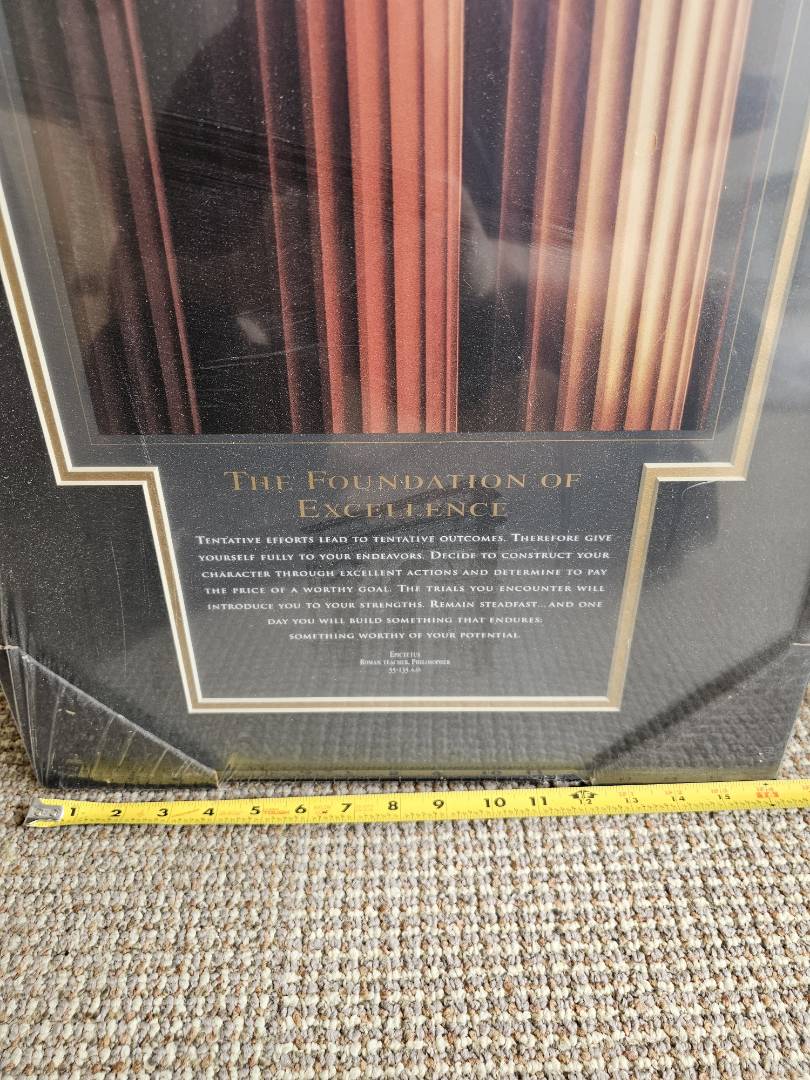 The Foundation of
Excellence
Tentative efforts lead to tentative outcomes. Therefore give
yourself fully to your endeavors. Decide to construct your
character through excellent actions and determine to pay
the price of a worthy goal. The trials you encounter will
introduce you to your strengths. Remain steadfast... and one
day you will build something that endures:
something worthy of your potential.
Epictetus
Roman teacher, Philosopher
55-135 A.D.
1 2 3 4 5 6 7 8 9 10 11 12 13 14 15